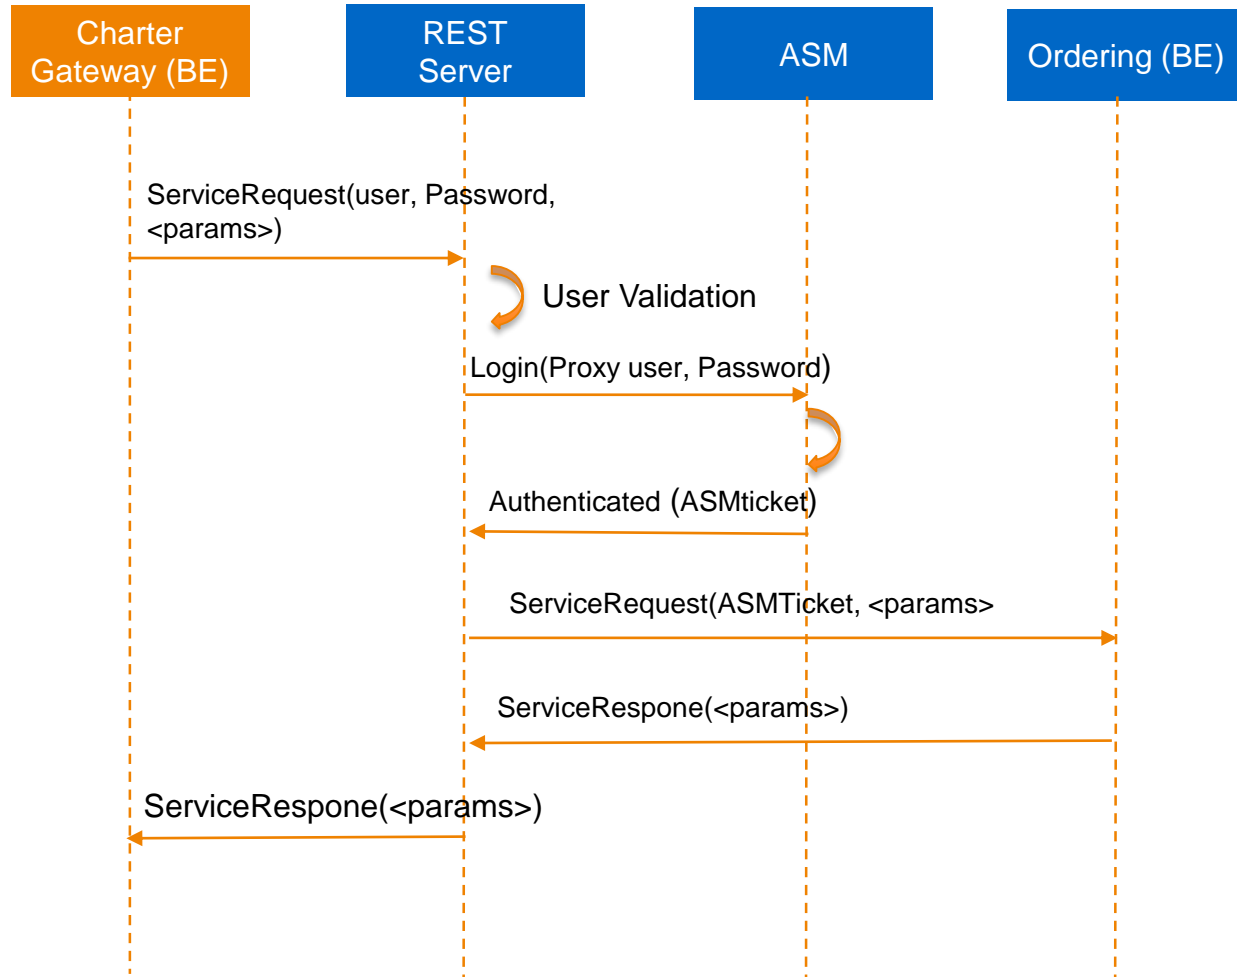 Charter
Gateway (BE)
REST
Server
ASM
Ordering (BE)
ServiceRequest(user, Password,
<params>)
User Validation
Login(Proxy user, Password)
Authenticated (ASMticket)
ServiceRequest(ASMTicket, <params>
ServiceRespone(<params>)
ServiceRespone(<params>)